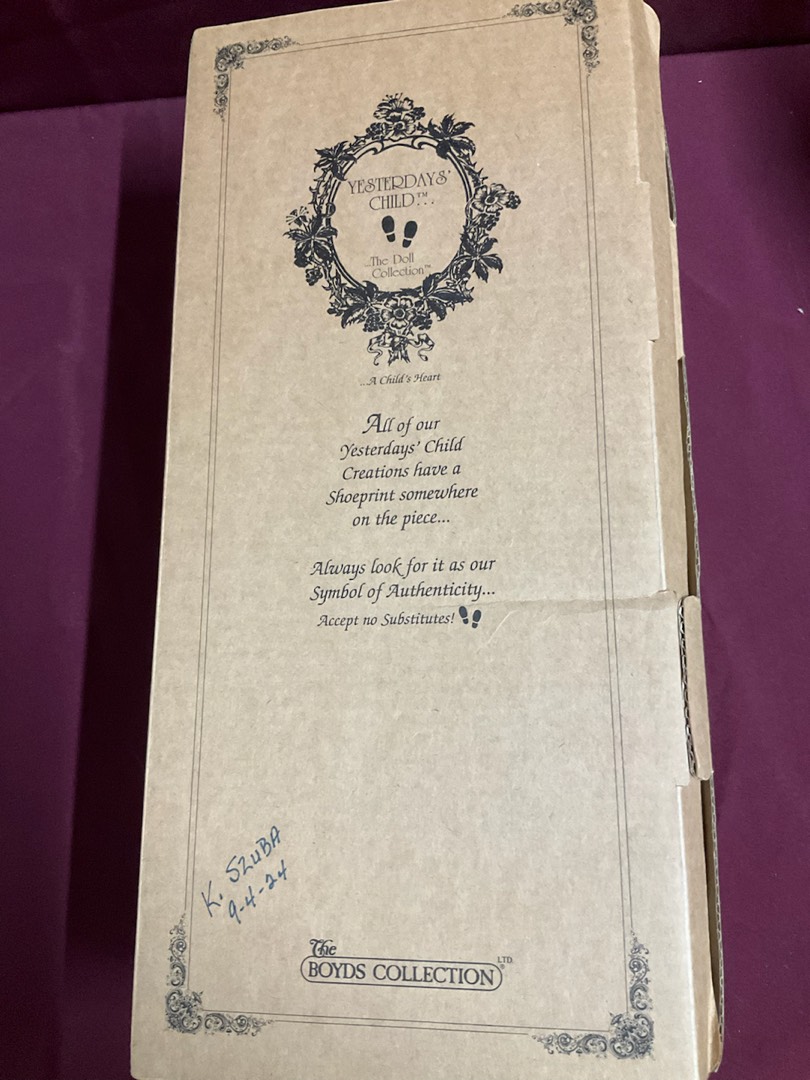 YESTERDAYS'
CHILD™...
...The Doll
Collection™
...A Child's Heart
All of our
Yesterdays' Child
Creations have a
Shoeprint somewhere
on the piece...
Always look for it as our
Symbol of Authenticity...
Accept no Substitutes!
K. SZUBA
9-4-24
The
BOYDS COLLECTION LTD.®